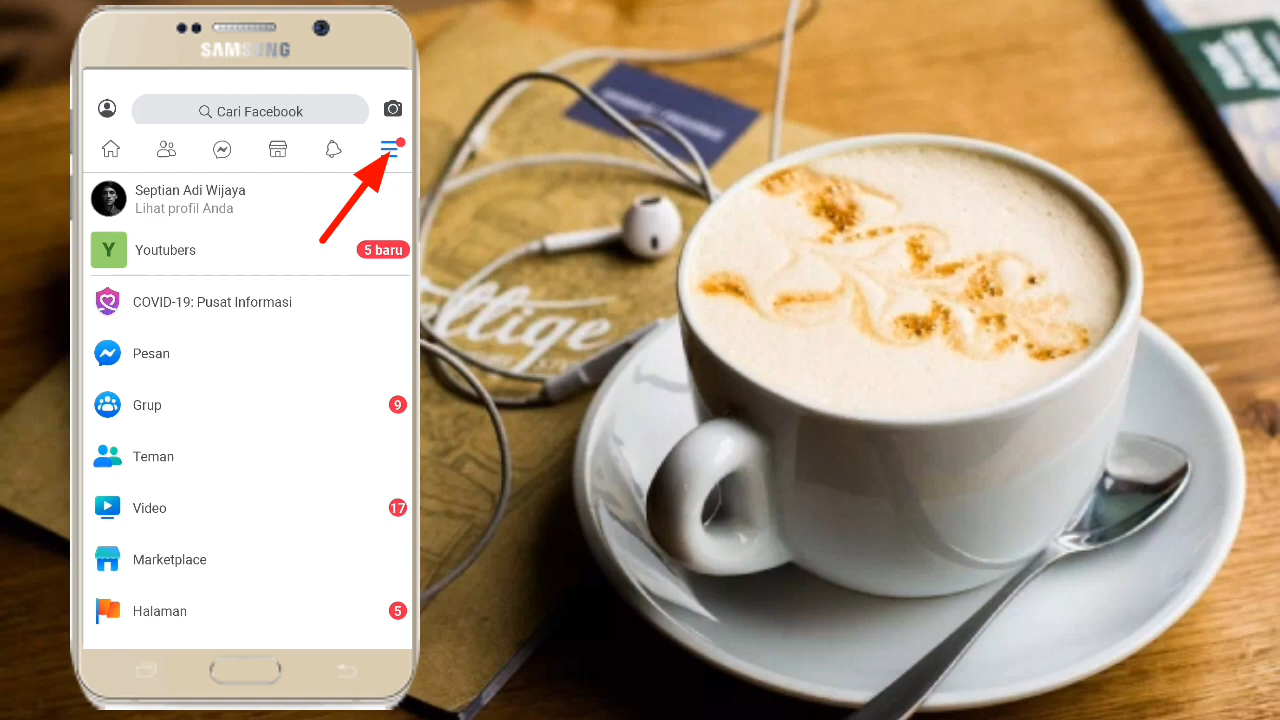 SAMSUNG
Cari Facebook
Septian Adi Wijaya
Lihat profil Anda
Y
Youtubers
5 baru
COVID-19: Pusat Informasi
Pesan
Grup
9
Teman
Video
17
Marketplace
Halaman
5